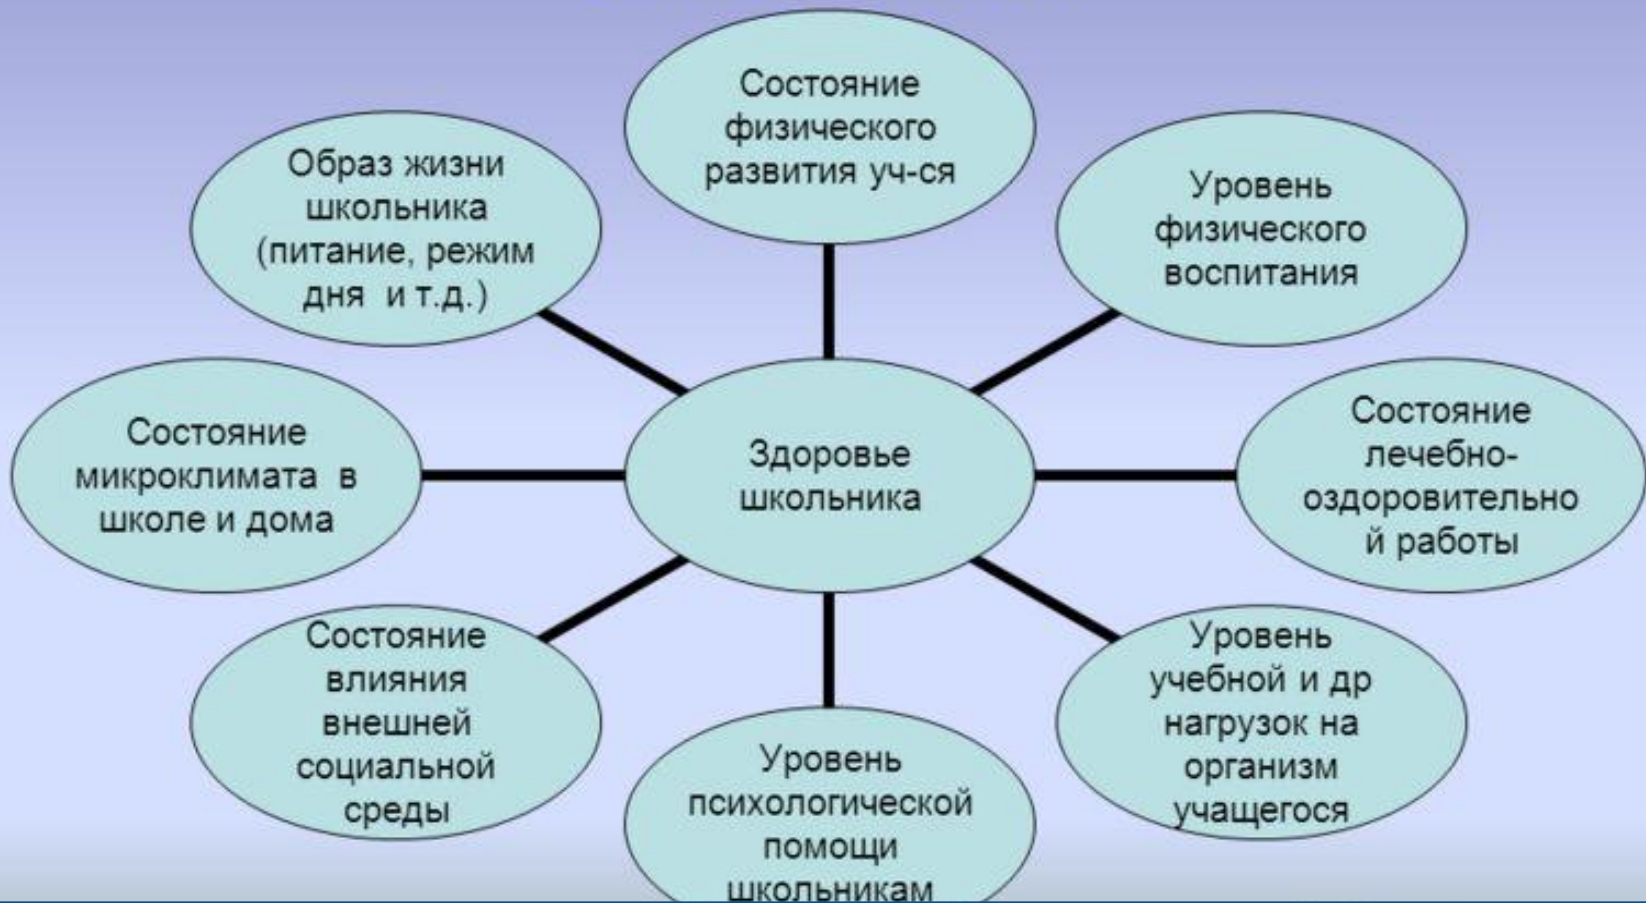 Состояние
физического
развития уч-ся
Образ жизни
школьника
(питание, режим
дня и т.д.)
Уровень
физического
воспитания
Состояние
микроклимата в
школе и дома
Здоровье
школьника
Состояние
лечебно-
оздоровительно
й работы
Состояние
влияния
внешней
социальной
среды
Уровень
психологической
помощи
школьникам
Уровень
учебной и др
нагрузок на
организм
учащегося